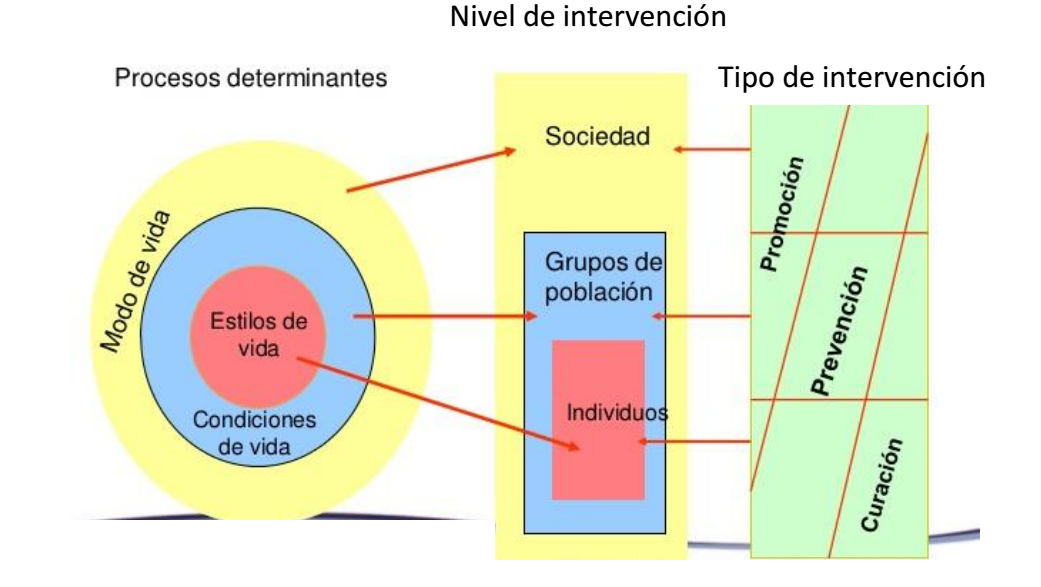 Nivel de intervención
Procesos determinantes
Tipo de intervención
Modo de vida
Estilos de
vida
Condiciones
de vida
Sociedad
Grupos de
población
Individuos
Promoción
Prevención
Curación